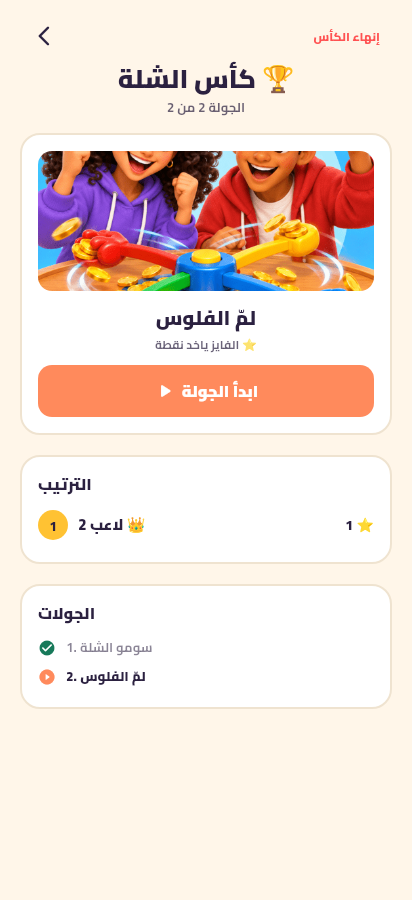 إنهاء الكأس
🏆 كأس الشلة
الجولة 2 من 2
لمّ الفلوس
⭐ الفايز ياخد نقطة
ابدأ الجولة
الترتيب
1 لاعب 2 👑 1 ⭐
الجولات
1. سومو الشلة
2. لمّ الفلوس